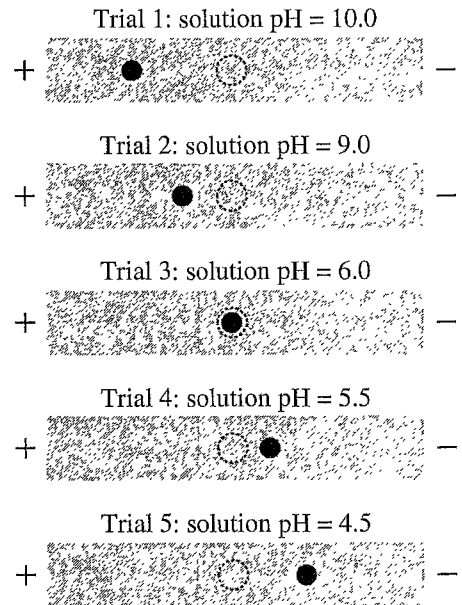 Trial 1: solution pH = 10.0
+ −
Trial 2: solution pH = 9.0
+ −
Trial 3: solution pH = 6.0
+ −
Trial 4: solution pH = 5.5
+ −
Trial 5: solution pH = 4.5
+ −